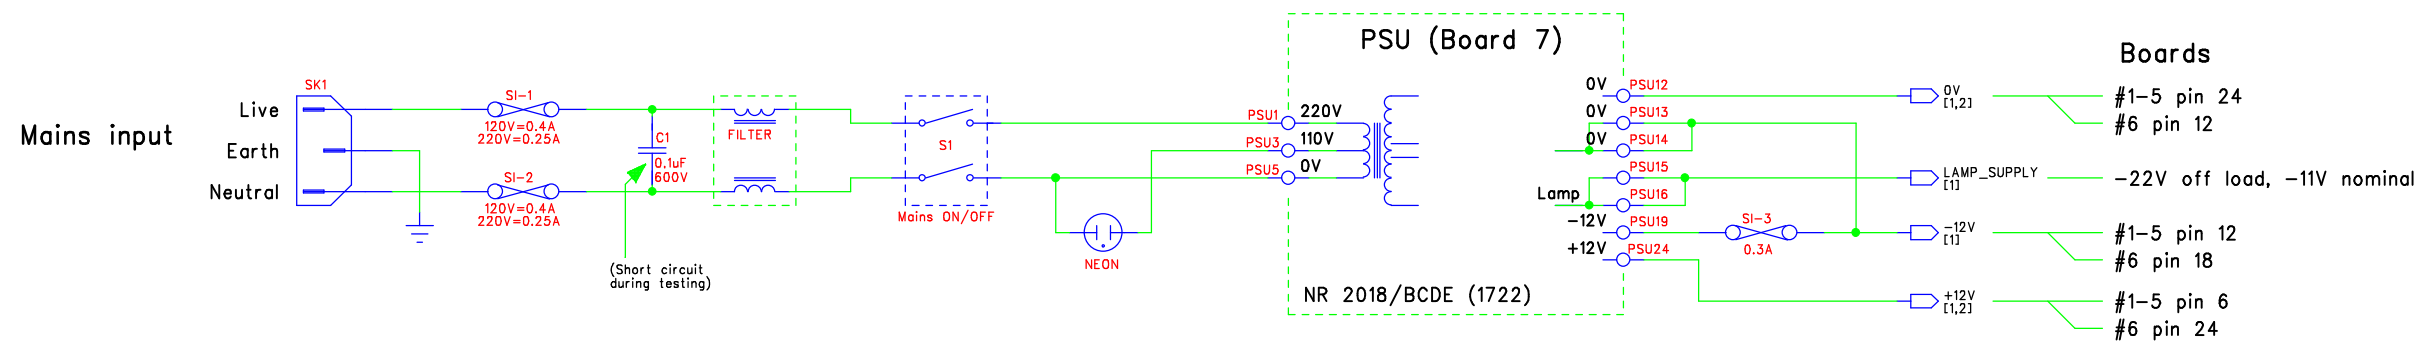 Mains input
SK1
Live
Earth
Neutral
SI-1
120V=0.4A
220V=0.25A
SI-2
120V=0.4A
220V=0.25A
C1
0.1uF
600V
(Short circuit
during testing)
FILTER
S1
Mains ON/OFF
NEON
PSU (Board 7)
PSU1
220V
PSU3
110V
PSU5
0V
NR 2018/BCDE (1722)
0V
PSU12
0V
PSU13
0V
PSU14
PSU15
Lamp
PSU16
-12V
PSU19
+12V
PSU24
SI-3
0.3A
0V
[1,2]
LAMP_SUPPLY
[1]
-12V
[1]
+12V
[1,2]
Boards
#1-5 pin 24
#6 pin 12
-22V off load, -11V nominal
#1-5 pin 12
#6 pin 18
#1-5 pin 6
#6 pin 24